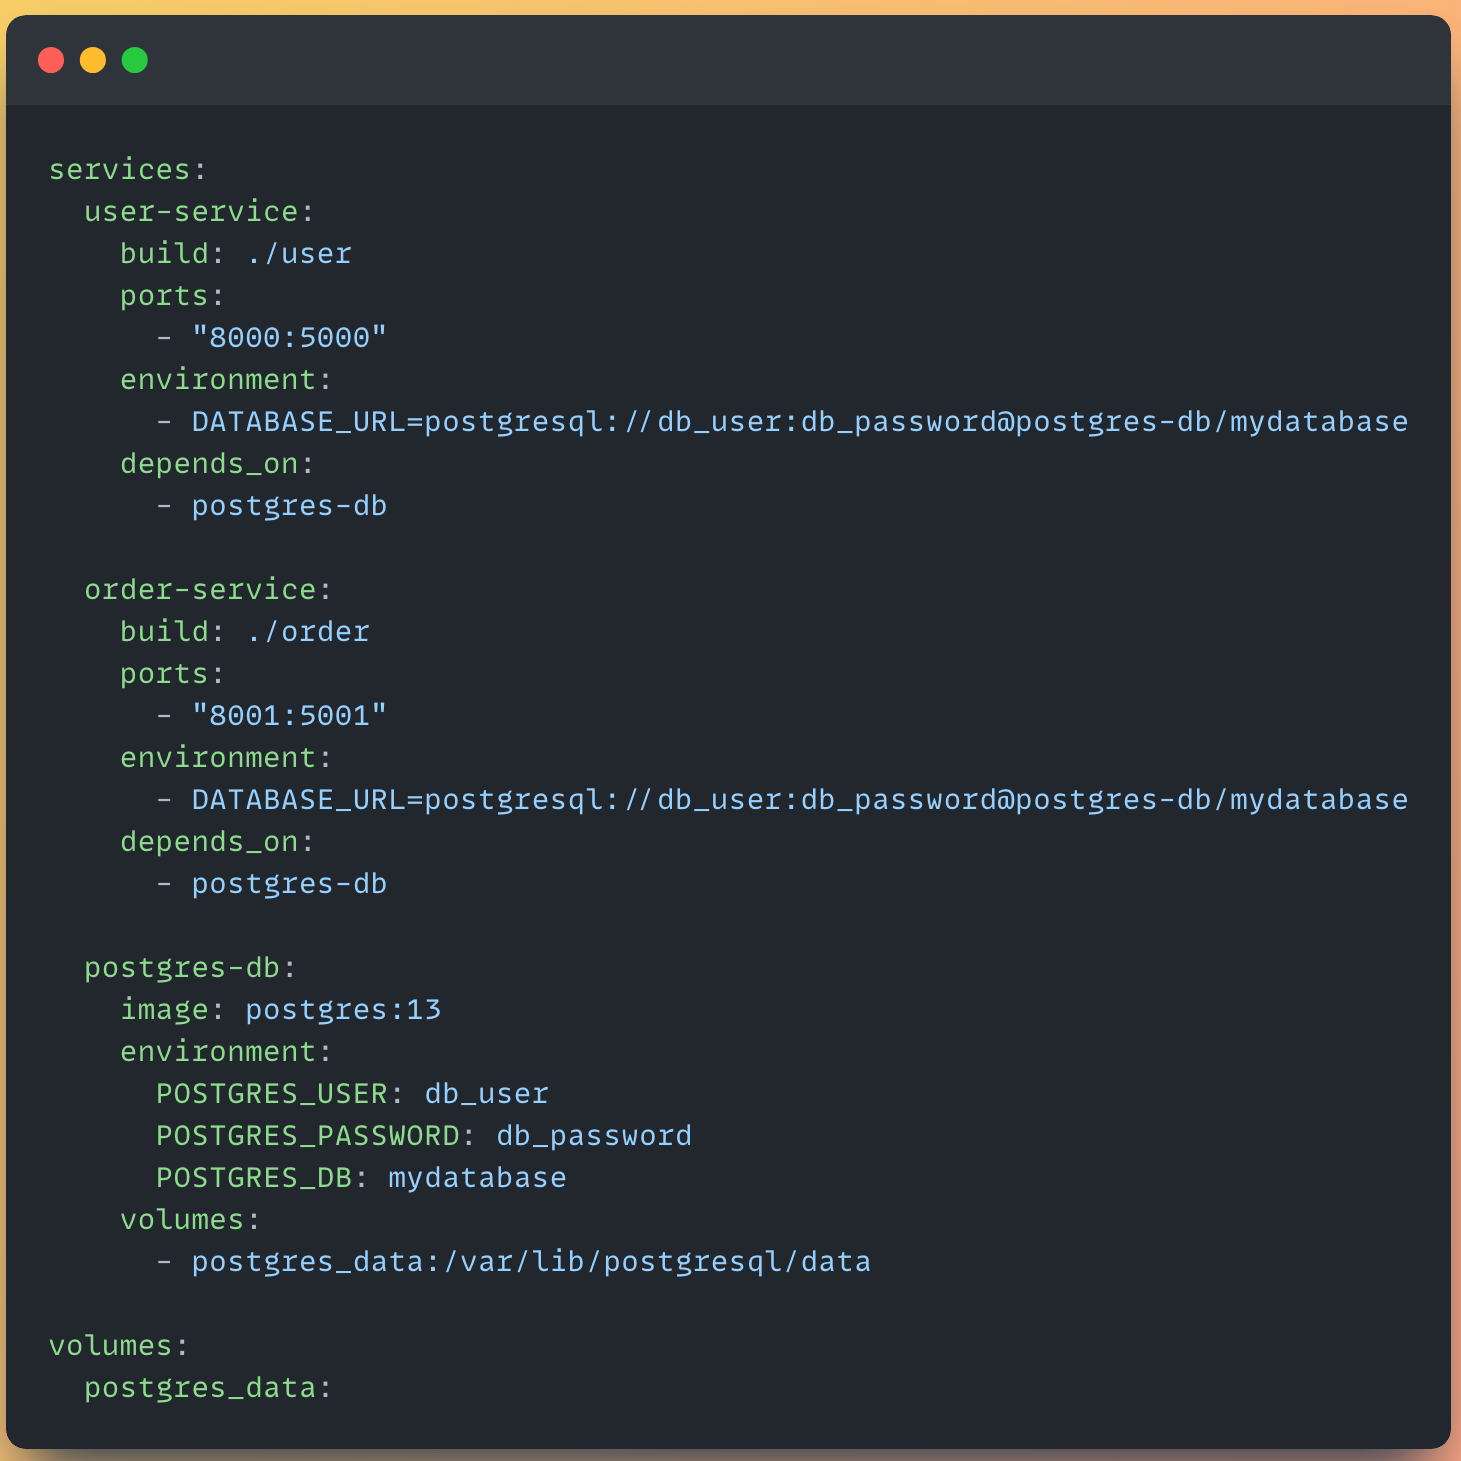 services:
  user-service:
    build: ./user
    ports:
      - "8000:5000"
    environment:
      - DATABASE_URL=postgresql://db_user:db_password@postgres-db/mydatabase
    depends_on:
      - postgres-db

  order-service:
    build: ./order
    ports:
      - "8001:5001"
    environment:
      - DATABASE_URL=postgresql://db_user:db_password@postgres-db/mydatabase
    depends_on:
      - postgres-db

  postgres-db:
    image: postgres:13
    environment:
      POSTGRES_USER: db_user
      POSTGRES_PASSWORD: db_password
      POSTGRES_DB: mydatabase
    volumes:
      - postgres_data:/var/lib/postgresql/data

volumes:
  postgres_data: